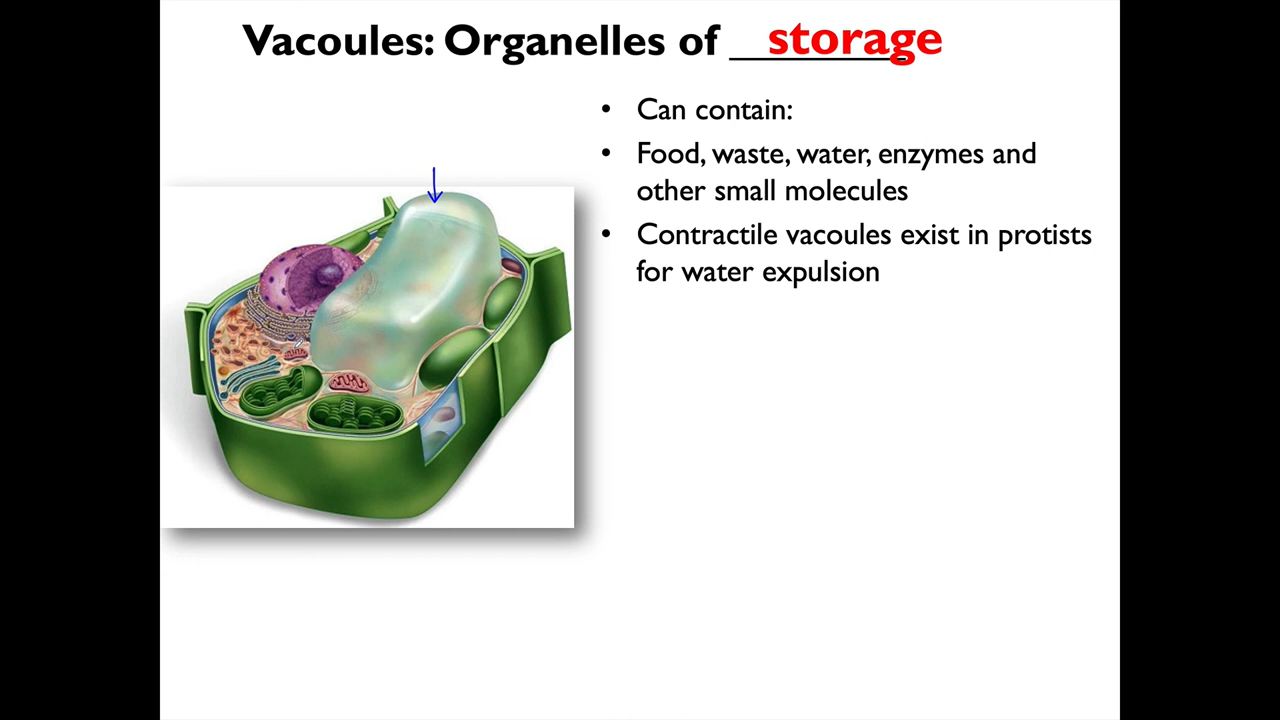 Vacoules: Organelles of storage
• Can contain:
• Food, waste, water, enzymes and
other small molecules
• Contractile vacoules exist in protists
for water expulsion